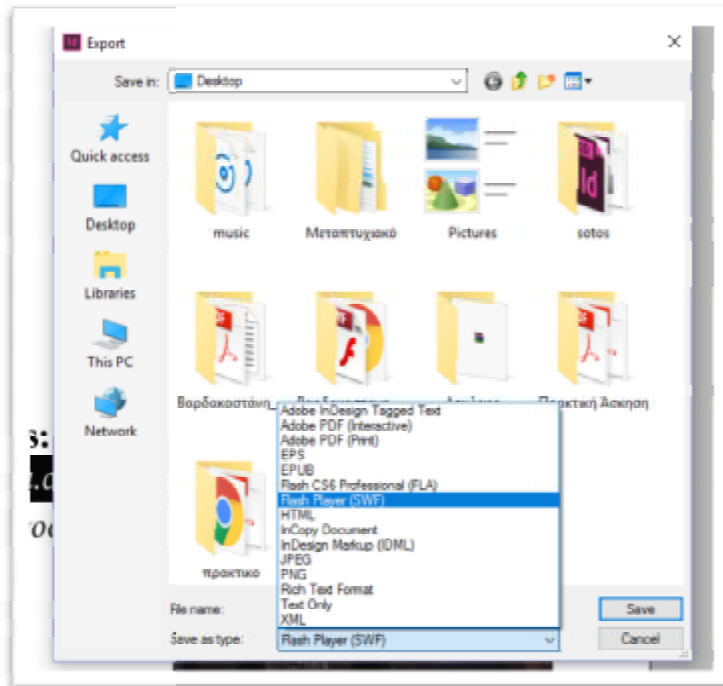 Id Export
Save in: Desktop
Quick access
Desktop
Libraries
This PC
Network
music Μεταπτυχιακό Pictures sotos
Βαρδακοστάνη_ Πρακτική Άσκηση
πρακτικο
Adobe InDesign Tagged Text
Adobe PDF (Interactive)
Adobe PDF (Print)
EPS
EPUB
Flash CS6 Professional (FLA)
Flash Player (SWF)
HTML
InCopy Document
InDesign Markup (IDML)
JPEG
PNG
Rich Text Format
Text Only
XML
File name:
Save as type: Flash Player (SWF)
Save
Cancel
s: